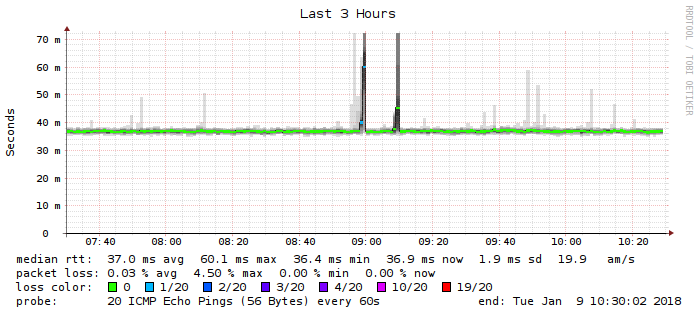 Last 3 Hours
RRDTOOL / TOBI OETIKER
Seconds
70 m
60 m
50 m
40 m
30 m
20 m
10 m
0
07:40 08:00 08:20 08:40 09:00 09:20 09:40 10:00 10:20
median rtt: 37.0 ms avg 60.1 ms max 36.4 ms min 36.9 ms now 1.9 ms sd 19.9 am/s
packet loss: 0.03 % avg 4.50 % max 0.00 % min 0.00 % now
loss color: 0 1/20 2/20 3/20 4/20 10/20 19/20
probe: 20 ICMP Echo Pings (56 Bytes) every 60s end: Tue Jan 9 10:30:02 2018